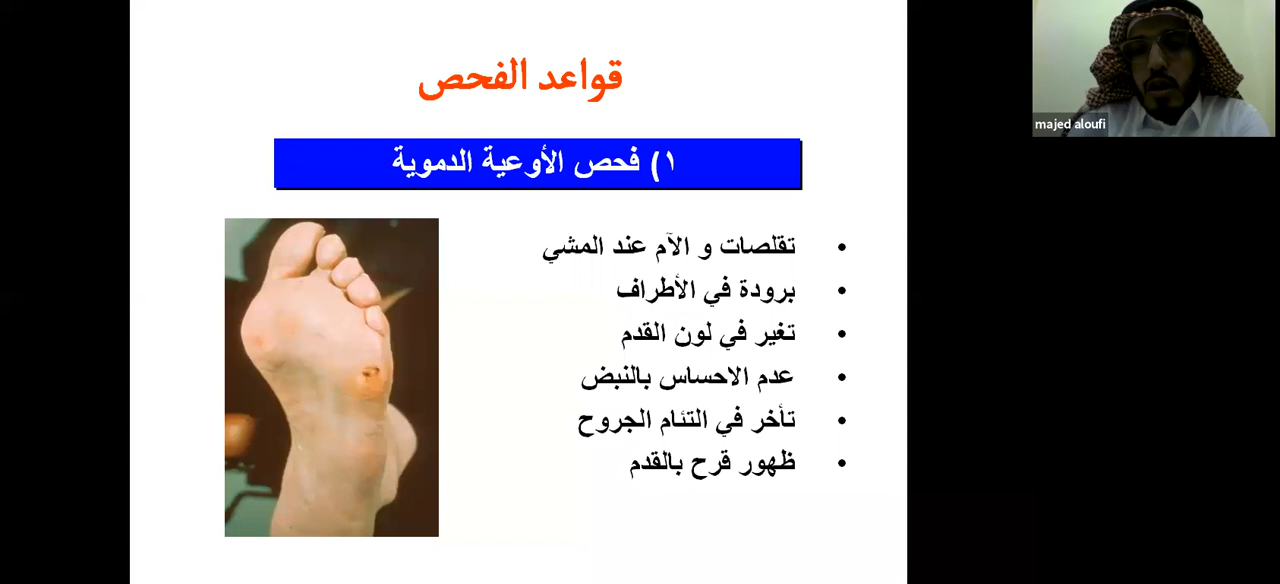 قواعد الفحص
١) فحص الأوعية الدموية
• تقلصات و الآم عند المشي
• برودة في الأطراف
• تغير في لون القدم
• عدم الاحساس بالنبض
• تأخر في التئام الجروح
• ظهور قرح بالقدم
majed aloufi